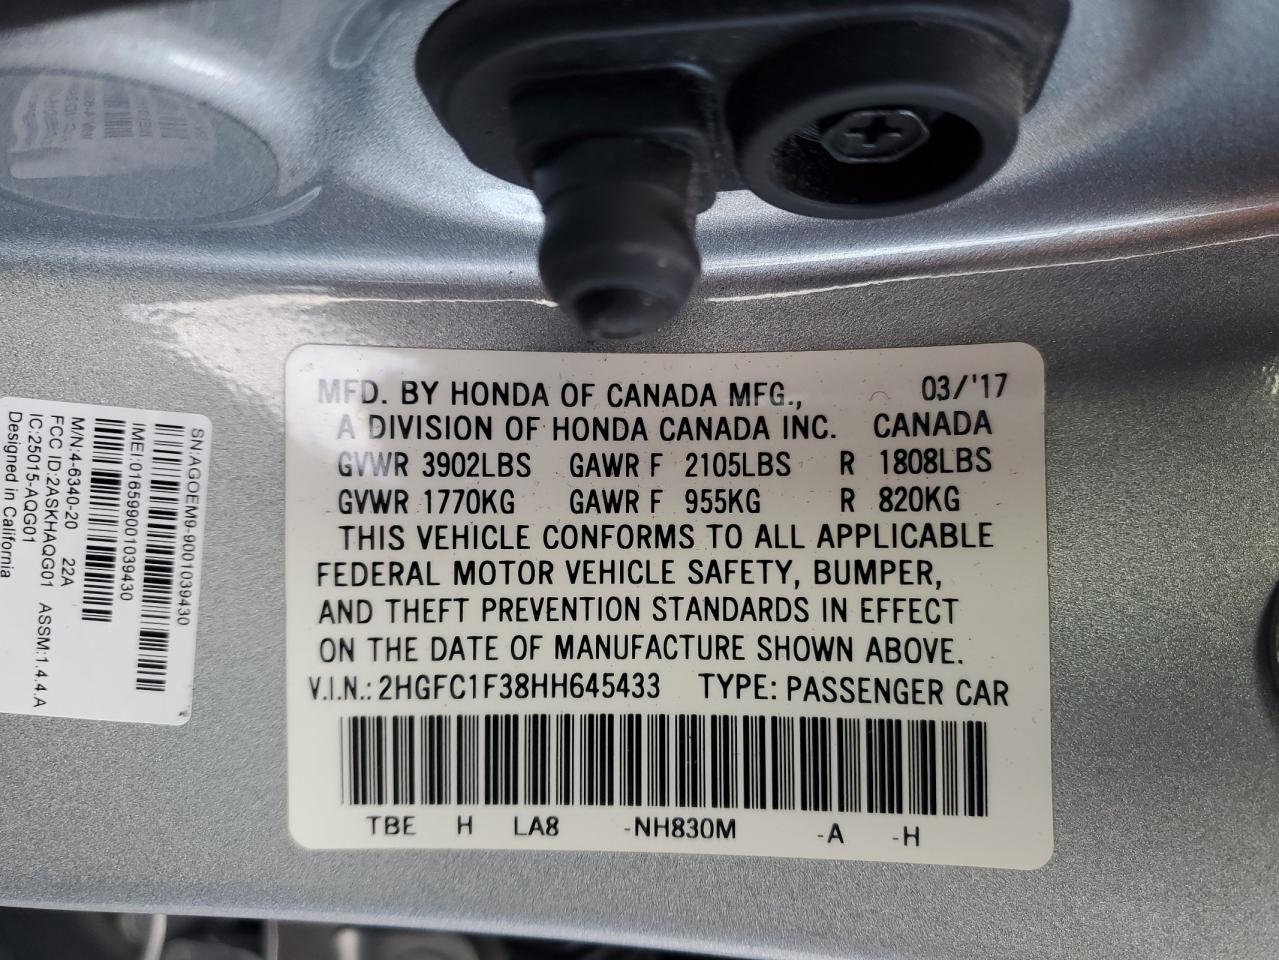 MFD. BY HONDA OF CANADA MFG., 03/'17
A DIVISION OF HONDA CANADA INC. CANADA
GVWR 3902LBS GAWR F 2105LBS R 1808LBS
GVWR 1770KG GAWR F 955KG R 820KG
THIS VEHICLE CONFORMS TO ALL APPLICABLE
FEDERAL MOTOR VEHICLE SAFETY, BUMPER,
AND THEFT PREVENTION STANDARDS IN EFFECT
ON THE DATE OF MANUFACTURE SHOWN ABOVE.
V.I.N.: 2HGFC1F38HH645433 TYPE: PASSENGER CAR
TBE H LA8 -NH830M -A -H
SN:AGOEM9-9001039430
IMEI:016599001039430
M/N:4-6340-20 22A
FCC ID:2ASKHAQG01 ASSM:1.4.4.A
IC:25015-AQG01
Designed in California